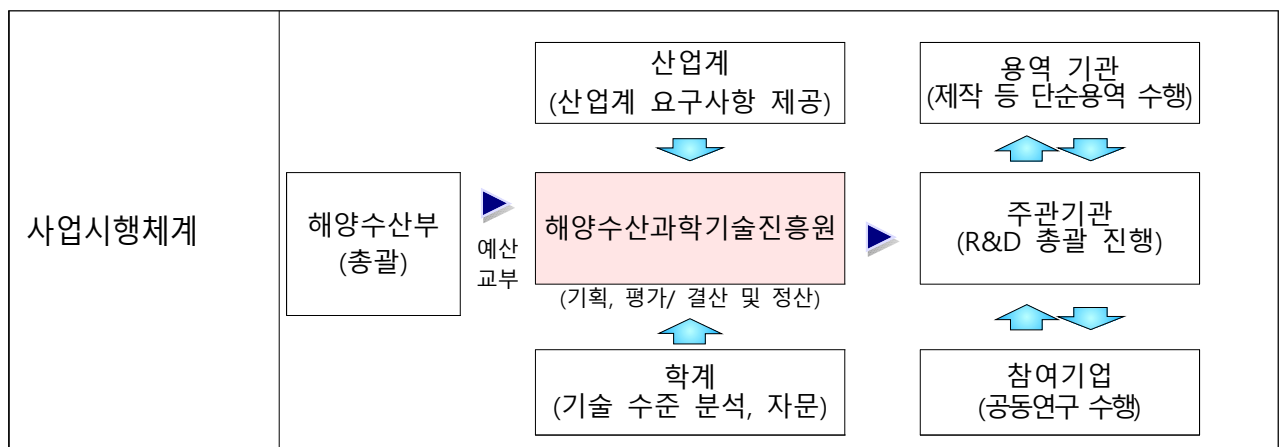 사업시행체계
산업계
(산업계 요구사항 제공)
용역 기관
(제작 등 단순용역 수행)
해양수산부
(총괄)
예산
교부
해양수산과학기술진흥원
(기획, 평가/ 결산 및 정산)
주관기관
(R&D 총괄 진행)
학계
(기술 수준 분석, 자문)
참여기업
(공동연구 수행)